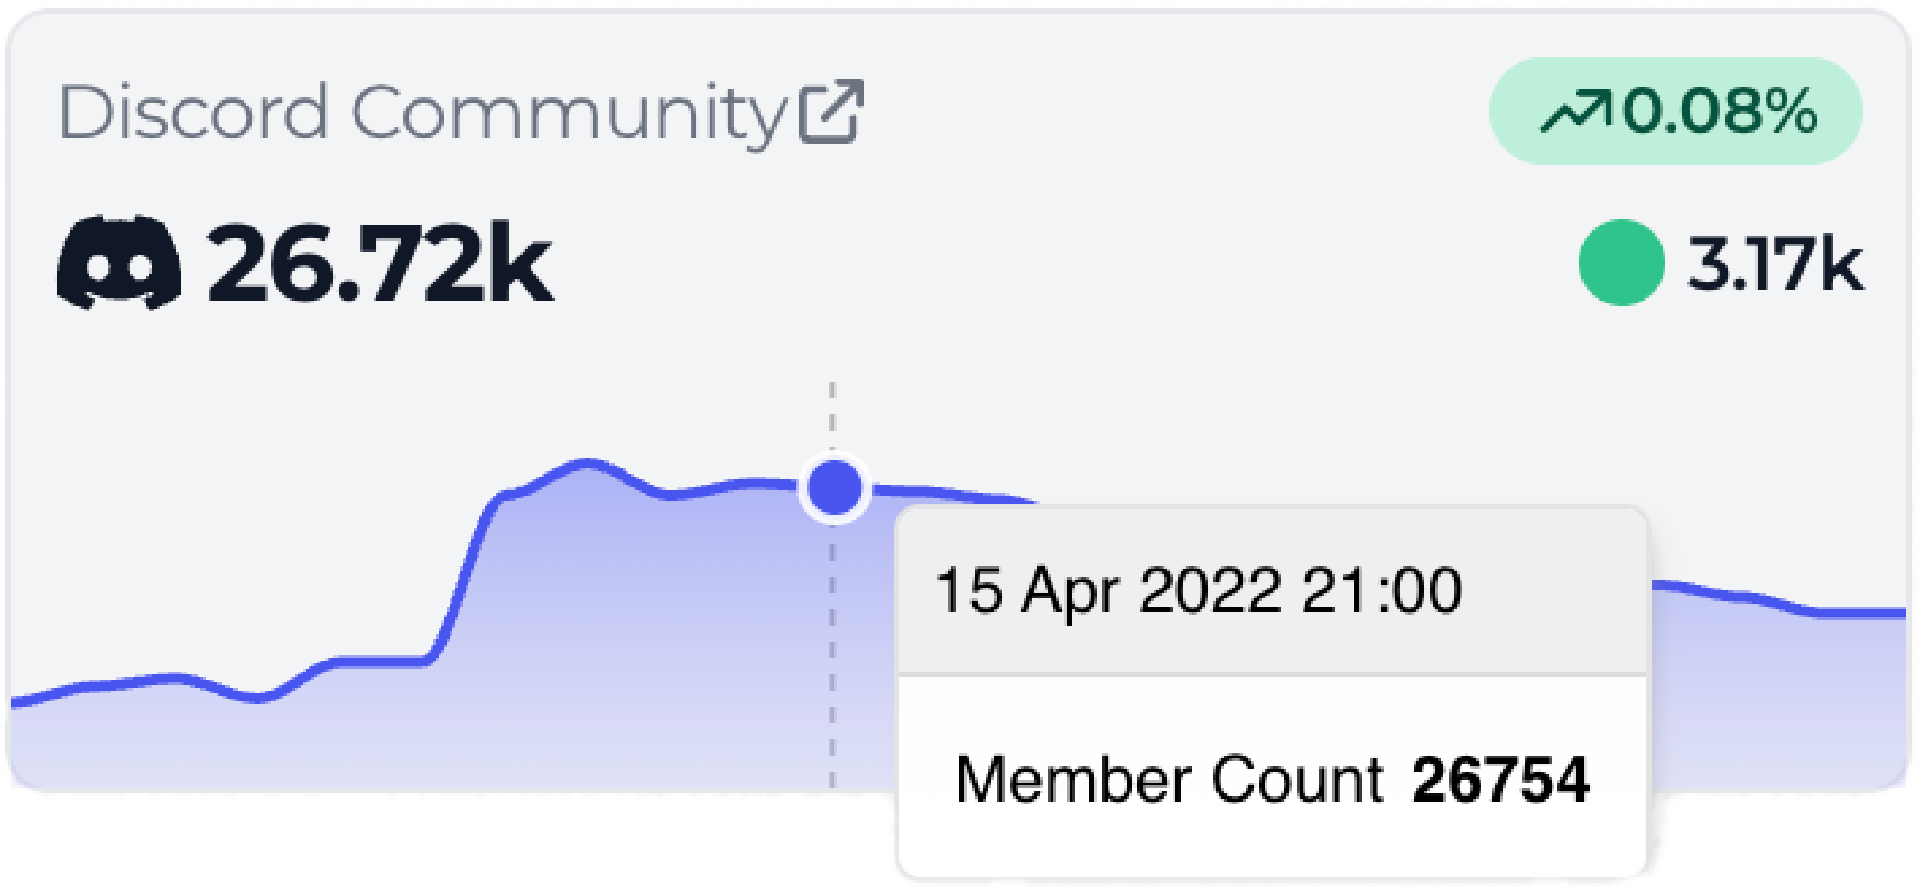 Discord Community
0.08%
26.72k
3.17k
15 Apr 2022 21:00
Member Count 26754